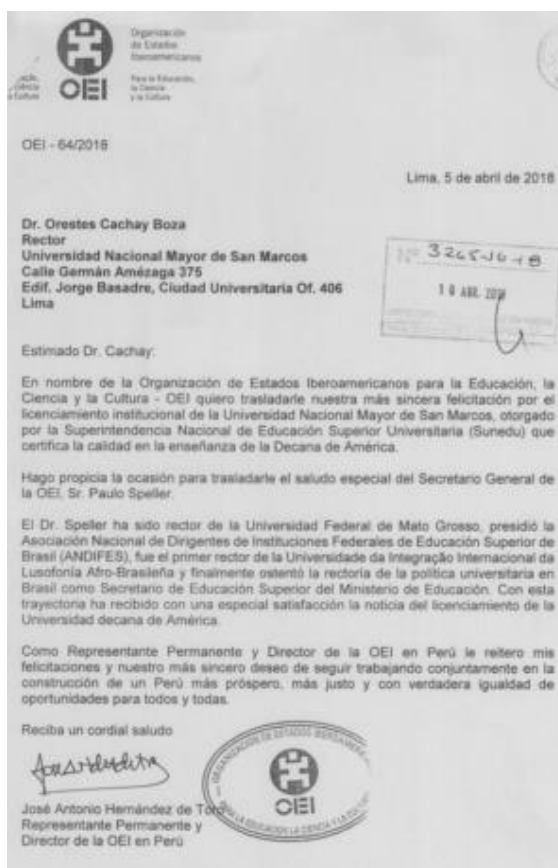 Organización
de Estados
Iberoamericanos
Para la Educación,
la Ciencia
y la Cultura
OEI
OEI - 64/2018
Lima, 5 de abril de 2018
Dr. Orestes Cachay Boza
Rector
Universidad Nacional Mayor de San Marcos
Calle Germán Amézaga 375
Edif. Jorge Basadre, Ciudad Universitaria Of. 406
Lima
10 ABR. 2018
Estimado Dr. Cachay:
En nombre de la Organización de Estados Iberoamericanos para la Educación, la
Ciencia y la Cultura - OEI quiero trasladarle nuestra más sincera felicitación por el
licenciamiento institucional de la Universidad Nacional Mayor de San Marcos, otorgado
por la Superintendencia Nacional de Educación Superior Universitaria (Sunedu) que
certifica la calidad en la enseñanza de la Decana de América.
Hago propicia la ocasión para trasladarle el saludo especial del Secretario General de
la OEI, Sr. Paulo Speller.
El Dr. Speller ha sido rector de la Universidad Federal de Mato Grosso, presidió la
Asociación Nacional de Dirigentes de Instituciones Federales de Educación Superior de
Brasil (ANDIFES), fue el primer rector de la Universidade da Integração Internacional da
Lusofonía Afro-Brasileña y finalmente ostentó la rectoría de la política universitaria en
Brasil como Secretario de Educación Superior del Ministerio de Educación. Con esta
trayectoria ha recibido con una especial satisfacción la noticia del licenciamiento de la
Universidad decana de América.
Como Representante Permanente y Director de la OEI en Perú le reitero mis
felicitaciones y nuestro más sincero deseo de seguir trabajando conjuntamente en la
construcción de un Perú más próspero, más justo y con verdadera igualdad de
oportunidades para todos y todas.
Reciba un cordial saludo
ORGANIZACIÓN DE ESTADOS IBEROAMERICANOS
PARA LA EDUCACIÓN LA CIENCIA Y LA CULTURA
OEI
José Antonio Hernández de Toro
Representante Permanente y
Director de la OEI en Perú